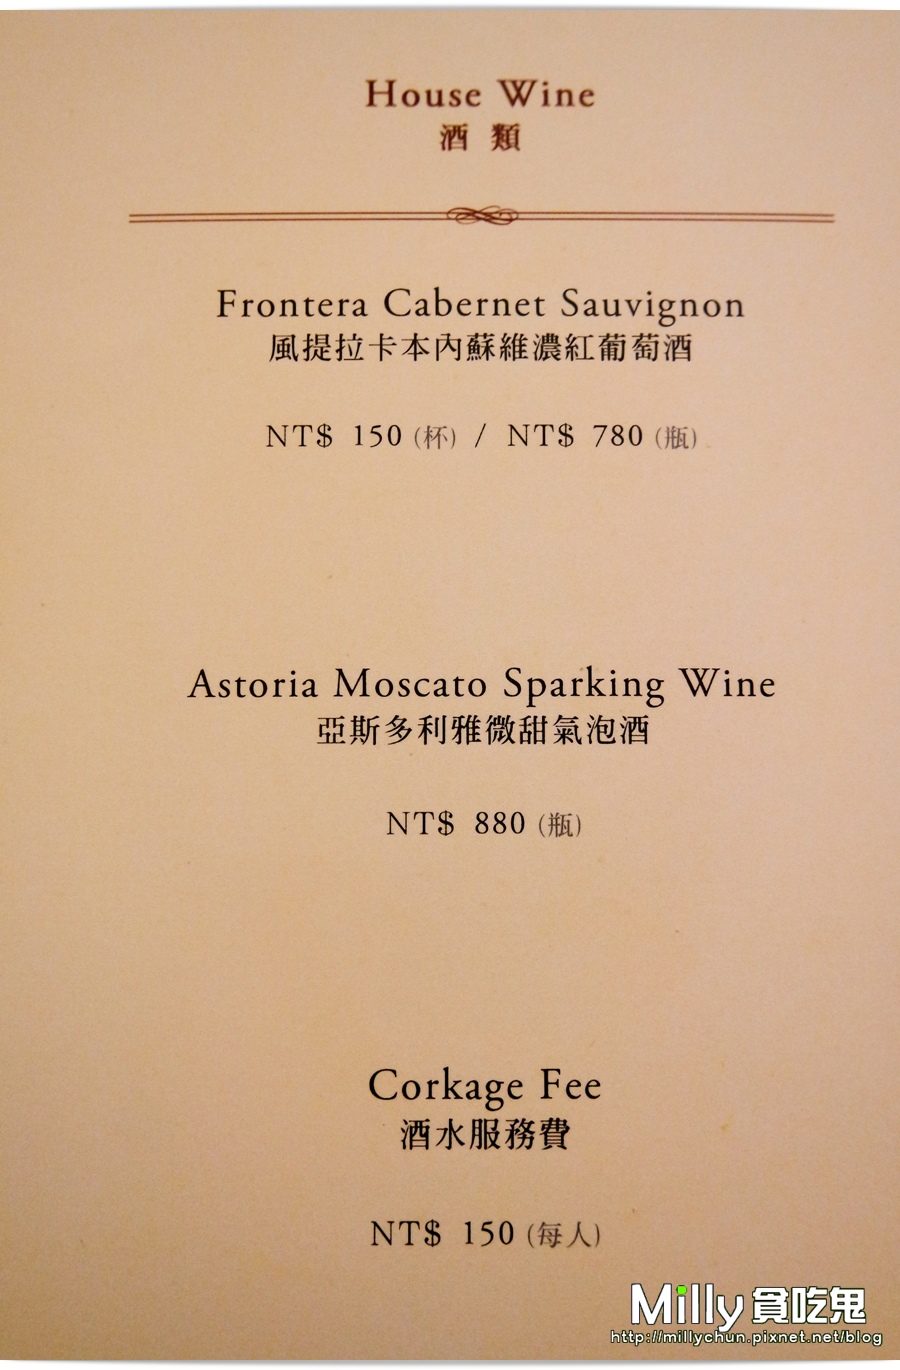 House Wine
酒 類
Frontera Cabernet Sauvignon
風提拉卡本內蘇維濃紅葡萄酒
NT$ 150 (杯) / NT$ 780 (瓶)
Astoria Moscato Sparking Wine
亞斯多利雅微甜氣泡酒
NT$ 880 (瓶)
Corkage Fee
酒水服務費
NT$ 150 (每人)
Milly 貪吃鬼
http://millychun.pixnet.net/blog